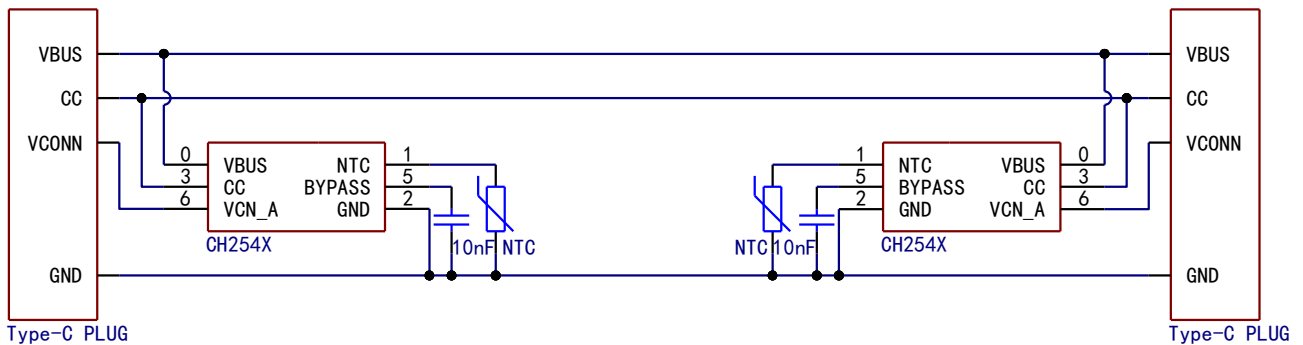 VBUS
VBUS
CC
CC
VCONN
VCONN
0 VBUS NTC 1
3 CC BYPASS 5
6 VCN_A GND 2
CH254X
10nF NTC
1 NTC VBUS 0
5 BYPASS CC 3
2 GND VCN_A 6
NTC 10nF
CH254X
GND
GND
Type-C PLUG
Type-C PLUG